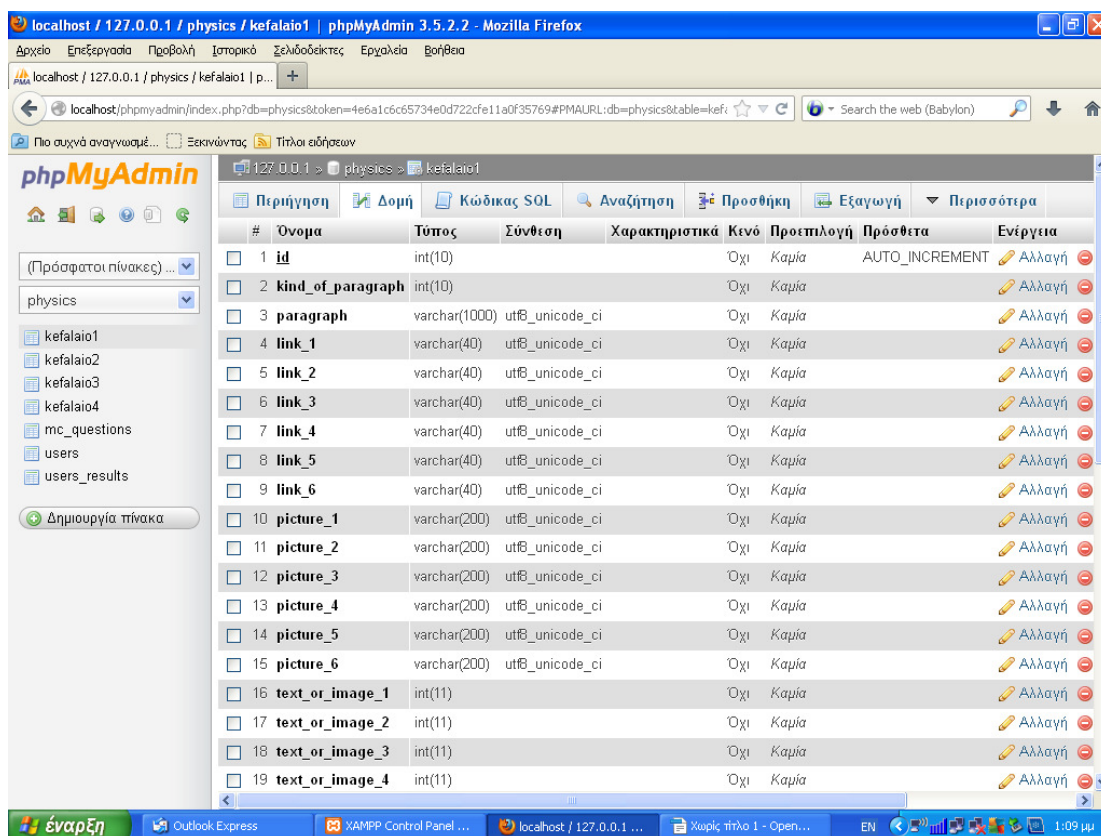 localhost / 127.0.0.1 / physics / kefalaio1 | phpMyAdmin 3.5.2.2 - Mozilla Firefox
Αρχείο Επεξεργασία Προβολή Ιστορικό Σελιδοδείκτες Εργαλεία Βοήθεια
localhost / 127.0.0.1 / physics / kefalaio1 | p...
localhost/phpmyadmin/index.php?db=physics&token=4e6a1c6c65734e0d722cfe11a0f35769#PMAURL:db=physics&table=kefa
Search the web (Babylon)
Πιο συχνά αναγνωσμέ... Ξεκινώντας Τίτλοι ειδήσεων
phpMyAdmin
(Πρόσφατοι πίνακες) ...
physics
kefalaio1
kefalaio2
kefalaio3
kefalaio4
mc_questions
users
users_results
Δημιουργία πίνακα
127.0.0.1 » physics » kefalaio1
Περιήγηση Δομή Κώδικας SQL Αναζήτηση Προσθήκη Εξαγωγή Περισσότερα
# Όνομα Τύπος Σύνθεση Χαρακτηριστικά Κενό Προεπιλογή Πρόσθετα Ενέργεια
1 id int(10) Όχι Καμία AUTO_INCREMENT Αλλαγή
2 kind_of_paragraph int(10) Όχι Καμία Αλλαγή
3 paragraph varchar(1000) utf8_unicode_ci Όχι Καμία Αλλαγή
4 link_1 varchar(40) utf8_unicode_ci Όχι Καμία Αλλαγή
5 link_2 varchar(40) utf8_unicode_ci Όχι Καμία Αλλαγή
6 link_3 varchar(40) utf8_unicode_ci Όχι Καμία Αλλαγή
7 link_4 varchar(40) utf8_unicode_ci Όχι Καμία Αλλαγή
8 link_5 varchar(40) utf8_unicode_ci Όχι Καμία Αλλαγή
9 link_6 varchar(40) utf8_unicode_ci Όχι Καμία Αλλαγή
10 picture_1 varchar(200) utf8_unicode_ci Όχι Καμία Αλλαγή
11 picture_2 varchar(200) utf8_unicode_ci Όχι Καμία Αλλαγή
12 picture_3 varchar(200) utf8_unicode_ci Όχι Καμία Αλλαγή
13 picture_4 varchar(200) utf8_unicode_ci Όχι Καμία Αλλαγή
14 picture_5 varchar(200) utf8_unicode_ci Όχι Καμία Αλλαγή
15 picture_6 varchar(200) utf8_unicode_ci Όχι Καμία Αλλαγή
16 text_or_image_1 int(11) Όχι Καμία Αλλαγή
17 text_or_image_2 int(11) Όχι Καμία Αλλαγή
18 text_or_image_3 int(11) Όχι Καμία Αλλαγή
19 text_or_image_4 int(11) Όχι Καμία Αλλαγή
έναρξη Outlook Express XAMPP Control Panel ... localhost / 127.0.0.1 ... Χωρίς τίτλο 1 - Open... EN 1:09 μμ